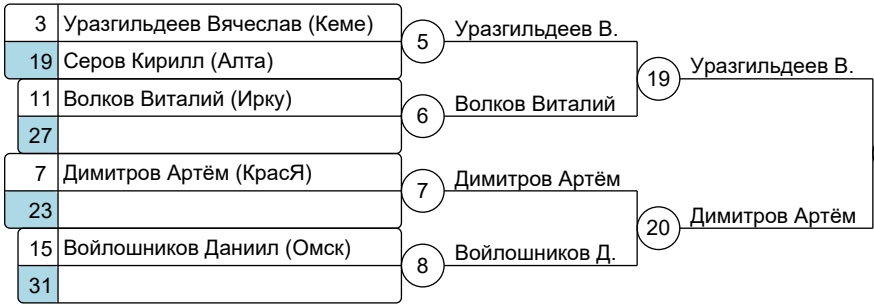 3 Уразгильдеев Вячеслав (Кеме)
19 Серов Кирилл (Алта)
5 Уразгильдеев В.
11 Волков Виталий (Ирку)
27
6 Волков Виталий
19 Уразгильдеев В.
7 Димитров Артём (КрасЯ)
23
7 Димитров Артём
15 Войлошников Даниил (Омск)
31
8 Войлошников Д.
20 Димитров Артём